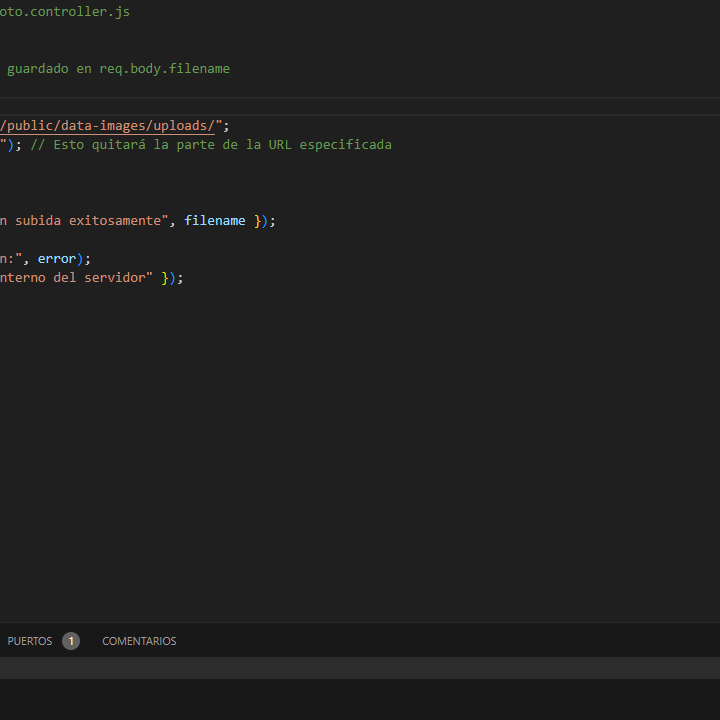 oto.controller.js
guardado en req.body.filename
/public/data-images/uploads/";
"); // Esto quitará la parte de la URL especificada
n subida exitosamente", filename });
n:", error);
nterno del servidor" });
PUERTOS 1 COMENTARIOS